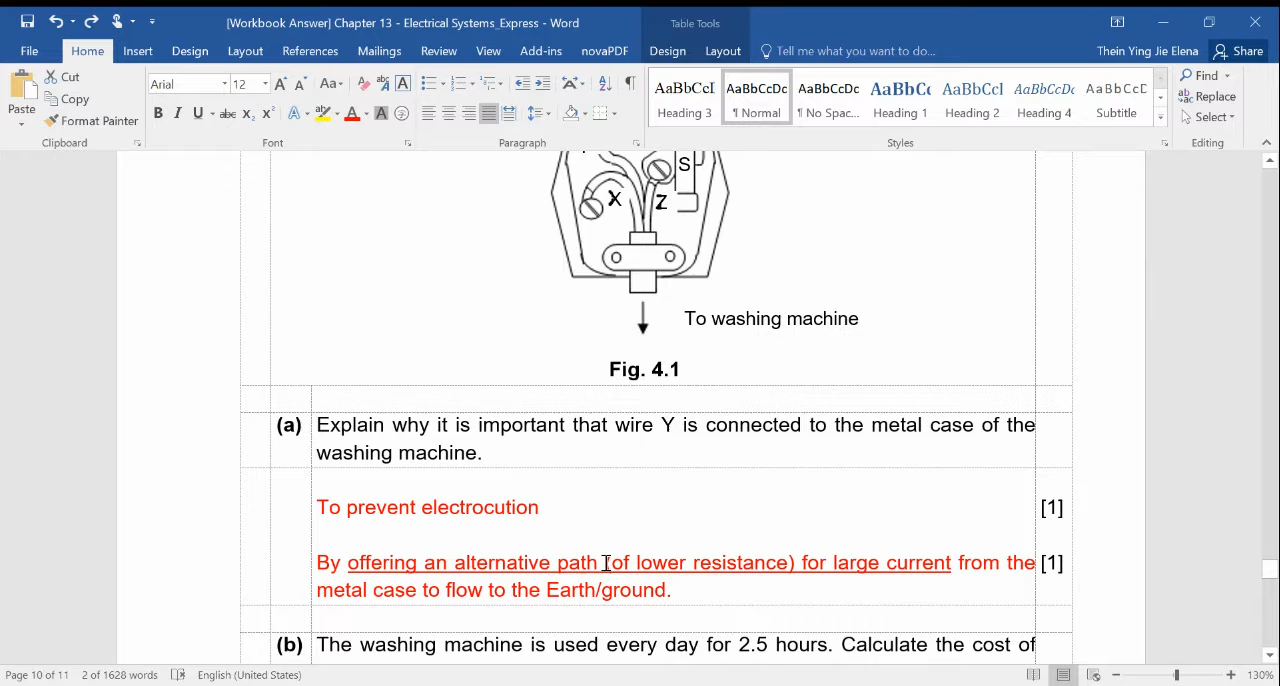 [Workbook Answer] Chapter 13 - Electrical Systems_Express - Word
Table Tools
File Home Insert Design Layout References Mailings Review View Add-ins novaPDF Design Layout Tell me what you want to do... Thein Ying Jie Elena Share
Paste
Cut
Copy
Format Painter
Clipboard
Arial 12
Font
Paragraph
AaBbCcI AaBbCcDc AaBbCcDc AaBbCc AaBbCcI AaBbCcDc AaBbCcD
Heading 3 ¶ Normal ¶ No Spac... Heading 1 Heading 2 Heading 4 Subtitle
Styles
Find
Replace
Select
Editing
S
X Z
To washing machine
Fig. 4.1
(a) Explain why it is important that wire Y is connected to the metal case of the
washing machine.
To prevent electrocution [1]
By offering an alternative path (of lower resistance) for large current from the [1]
metal case to flow to the Earth/ground.
(b) The washing machine is used every day for 2.5 hours. Calculate the cost of
Page 10 of 11 2 of 1628 words English (United States) 130%